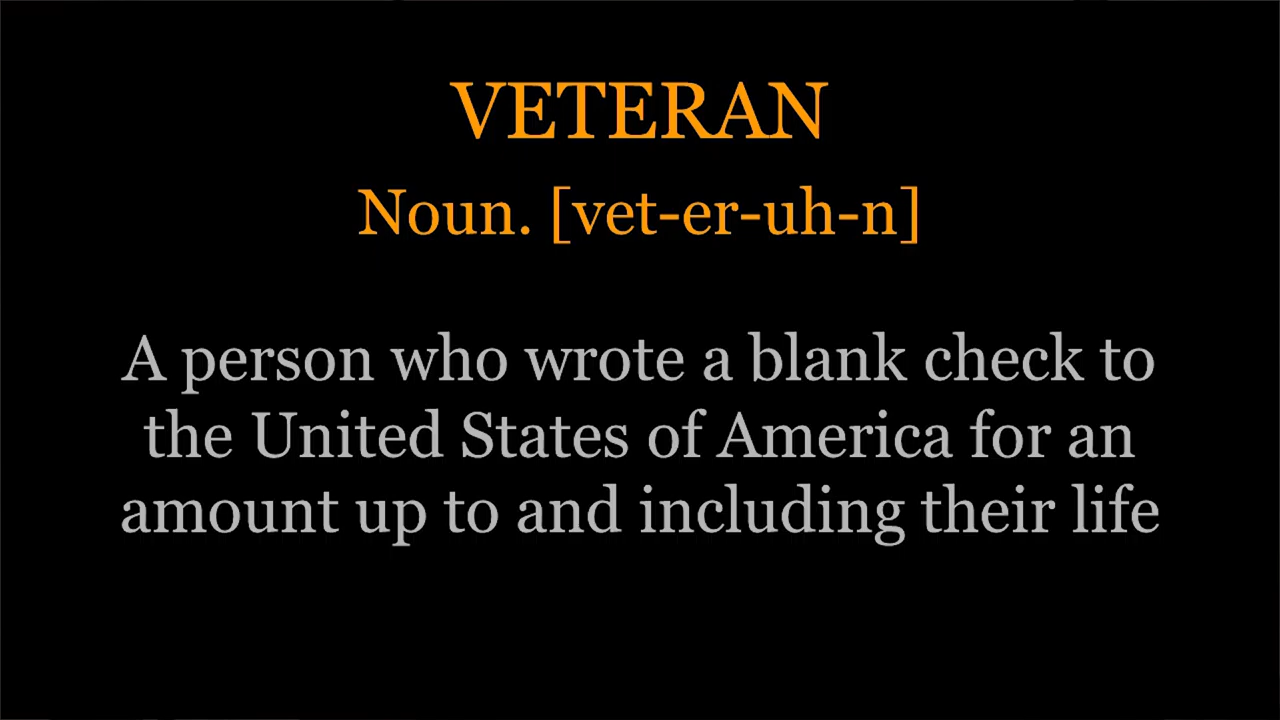 VETERAN
Noun. [vet-er-uh-n]
A person who wrote a blank check to
the United States of America for an
amount up to and including their life